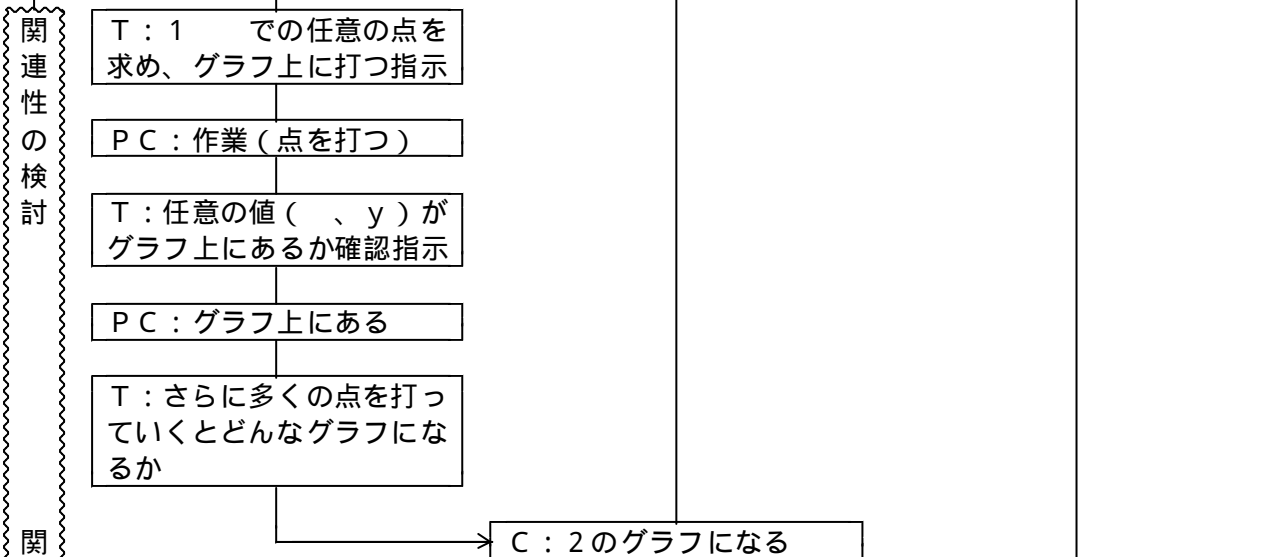 関連性の検討
Ｔ：１　　での任意の点を
求め、グラフ上に打つ指示
ＰＣ：作業（点を打つ）
Ｔ：任意の値（　、ｙ）が
グラフ上にあるか確認指示
ＰＣ：グラフ上にある
Ｔ：さらに多くの点を打っ
ていくとどんなグラフにな
るか
関
Ｃ：２のグラフになる